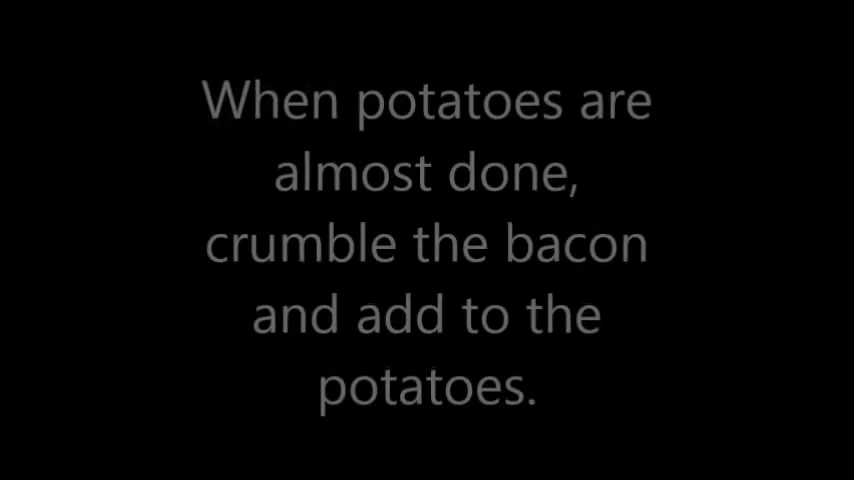 When potatoes are
almost done,
crumble the bacon
and add to the
potatoes.